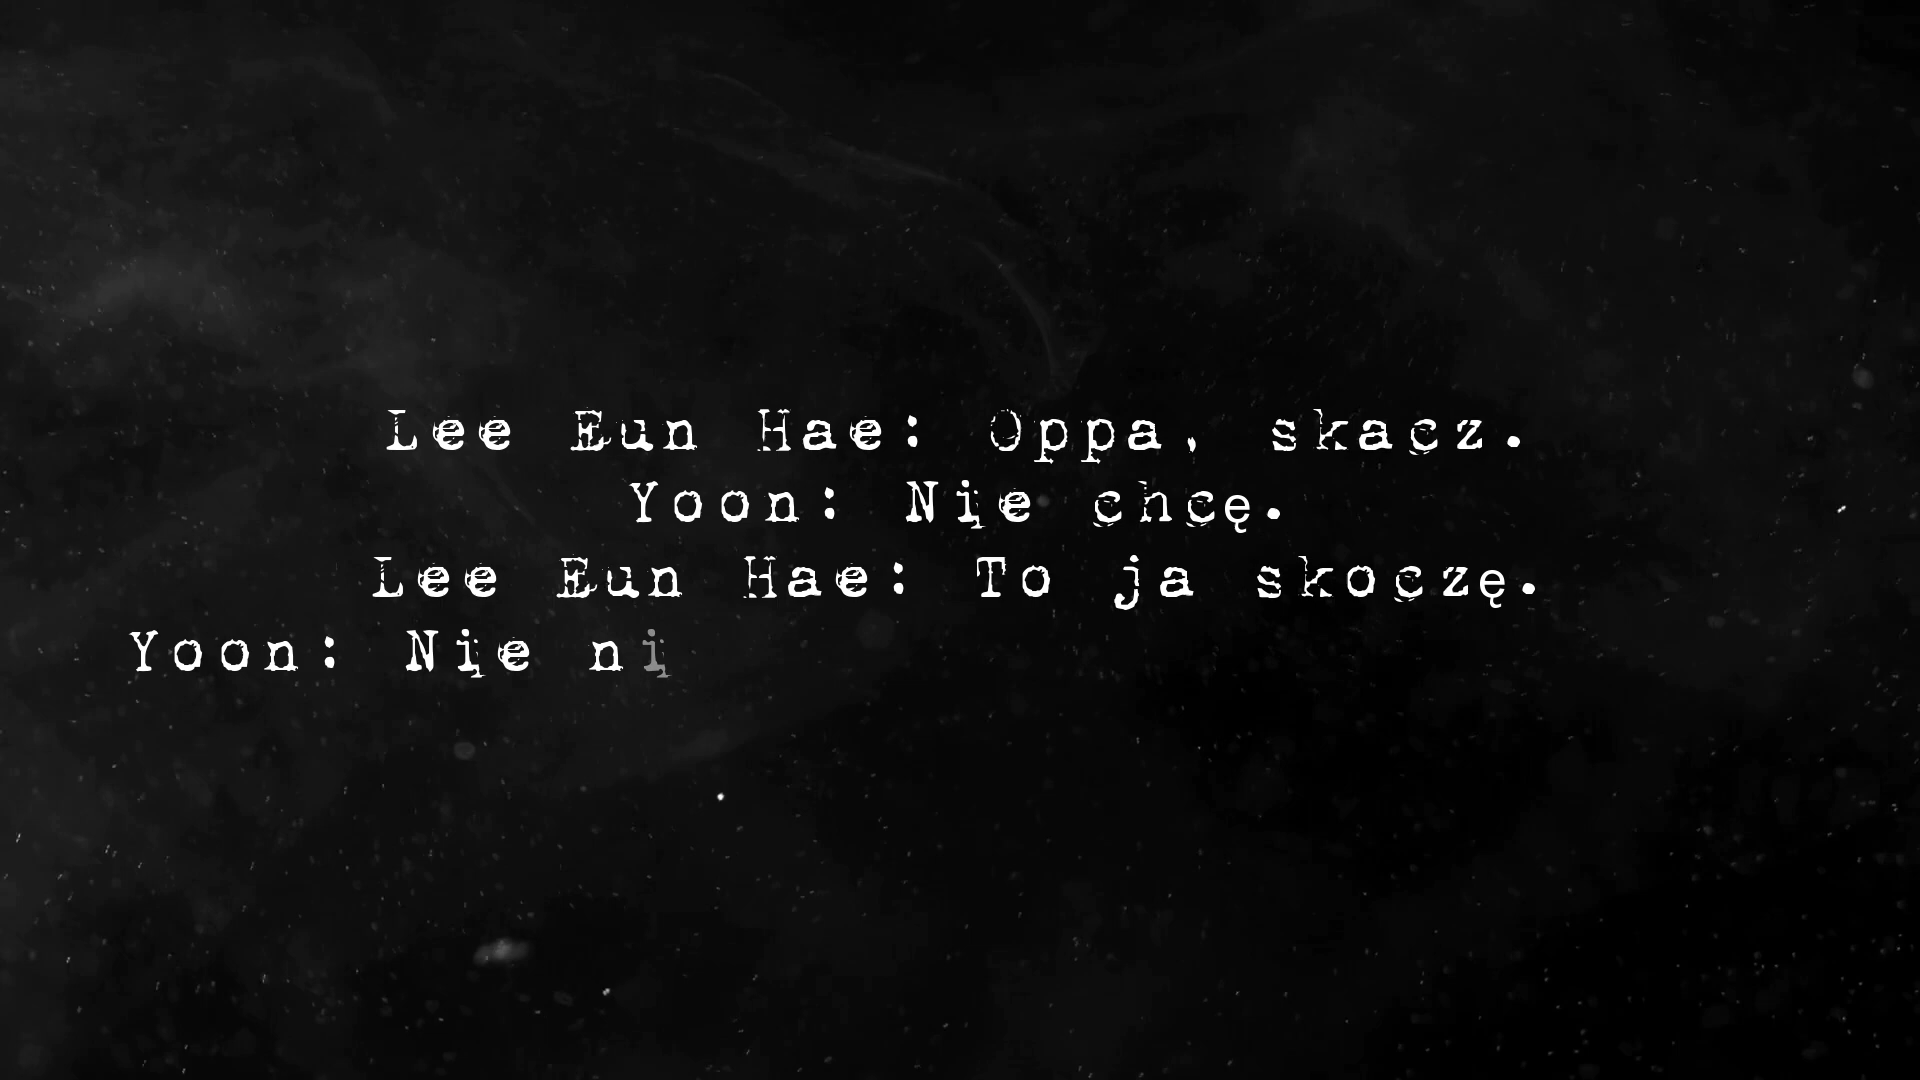 Lee Eun Hae: Oppa, skacz.
Yoon: Nie chcę.
Lee Eun Hae: To ja skoczę.
Yoon: Nie ni